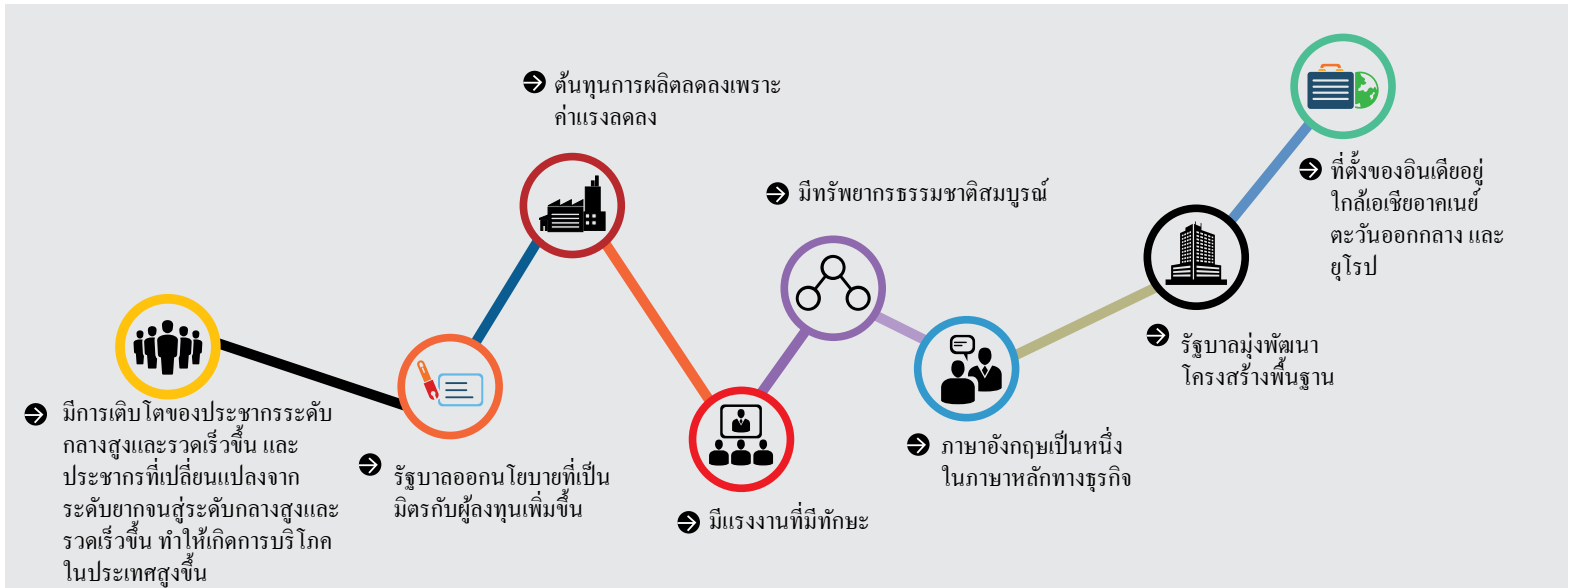 มีการเติบโตของประชากรระดับ
กลางสูงและรวดเร็วขึ้น และ
ประชากรที่เปลี่ยนแปลงจาก
ระดับยากจนสู่ระดับกลางสูงและ
รวดเร็วขึ้น ทำให้เกิดการบริโภค
ในประเทศสูงขึ้น
รัฐบาลออกนโยบายที่เป็น
มิตรกับผู้ลงทุนเพิ่มขึ้น
ต้นทุนการผลิตลดลงเพราะ
ค่าแรงลดลง
มีแรงงานที่มีทักษะ
มีทรัพยากรธรรมชาติสมบูรณ์
ภาษาอังกฤษเป็นหนึ่ง
ในภาษาหลักทางธุรกิจ
รัฐบาลมุ่งพัฒนา
โครงสร้างพื้นฐาน
ที่ตั้งของอินเดียอยู่
ใกล้เอเชียอาคเนย์
ตะวันออกกลาง และ
ยุโรป